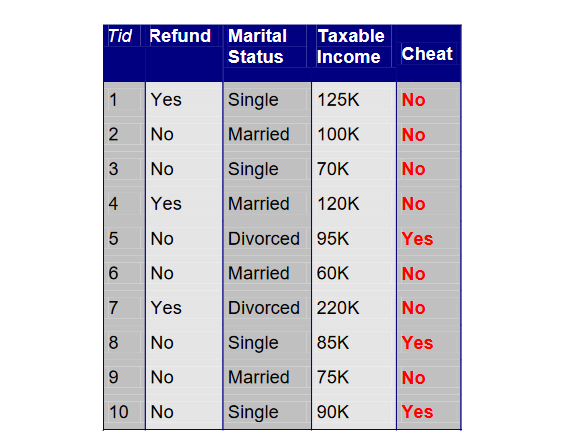 Tid Refund Marital Status Taxable Income Cheat
1 Yes Single 125K No
2 No Married 100K No
3 No Single 70K No
4 Yes Married 120K No
5 No Divorced 95K Yes
6 No Married 60K No
7 Yes Divorced 220K No
8 No Single 85K Yes
9 No Married 75K No
10 No Single 90K Yes